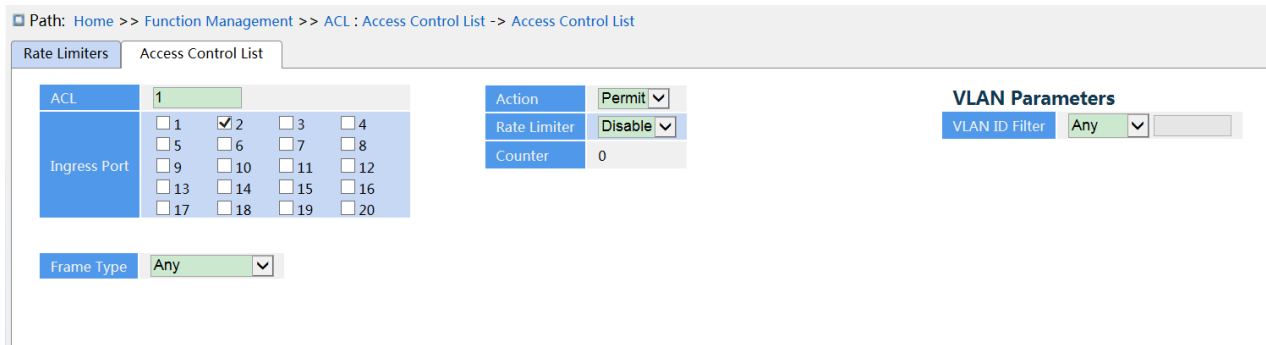 Path: Home >> Function Management >> ACL : Access Control List -> Access Control List
Rate Limiters Access Control List
ACL 1
Ingress Port
1 2 3 4
5 6 7 8
9 10 11 12
13 14 15 16
17 18 19 20
Frame Type Any
Action Permit
Rate Limiter Disable
Counter 0
VLAN Parameters
VLAN ID Filter Any